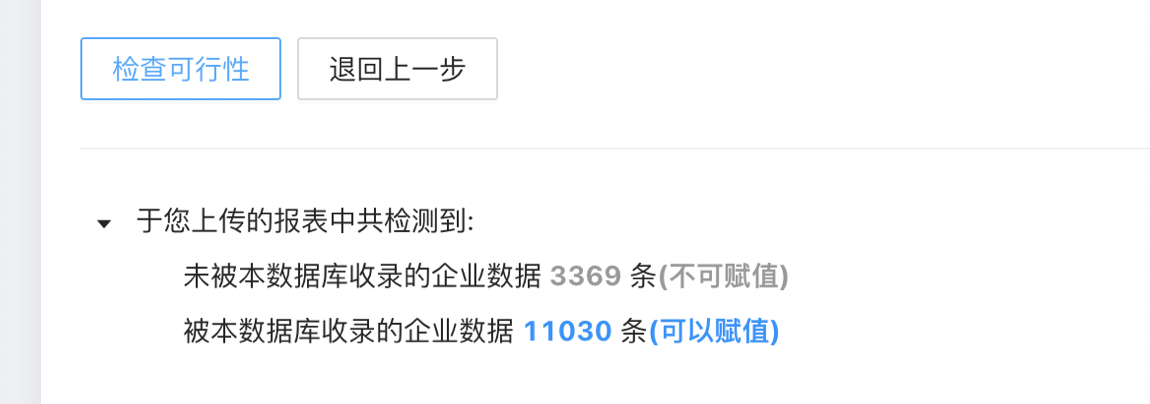 检查可行性 退回上一步
于您上传的报表中共检测到:
未被本数据库收录的企业数据 3369 条(不可赋值)
被本数据库收录的企业数据 11030 条(可以赋值)